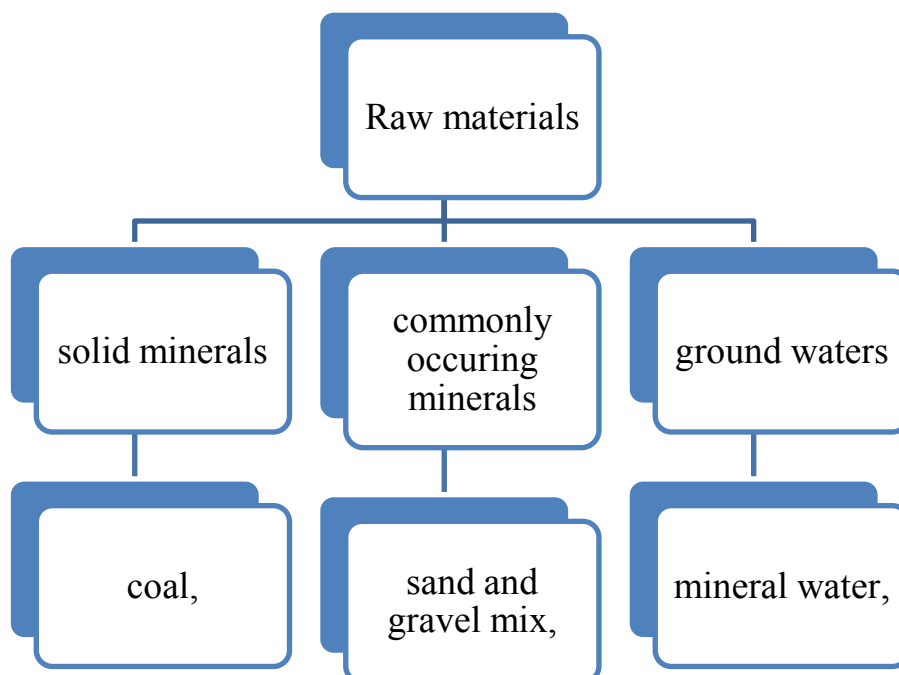 Raw materials
solid minerals
commonly
occuring
minerals
ground waters
coal,
sand and
gravel mix,
mineral water,